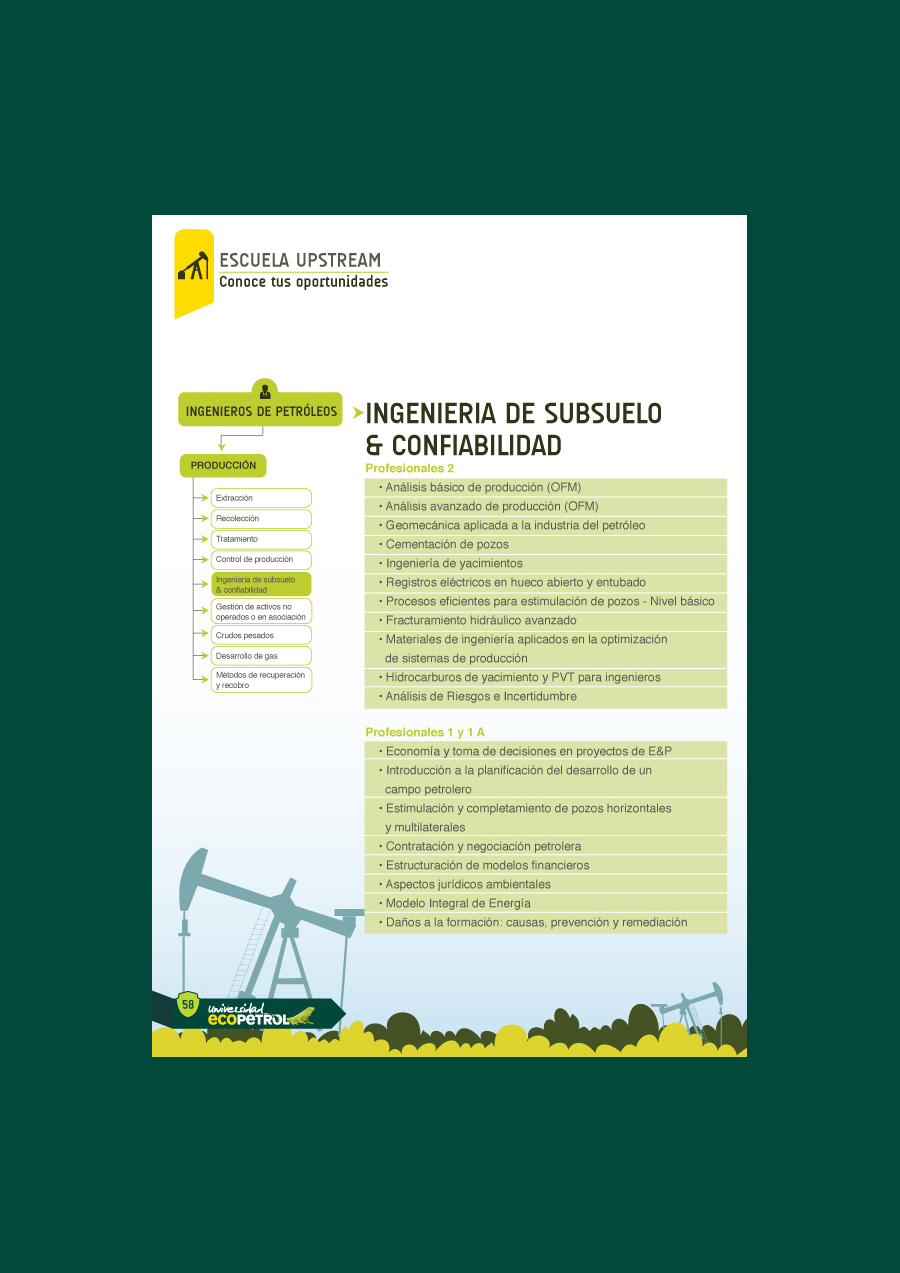 ESCUELA UPSTREAM
Conoce tus oportunidades
INGENIEROS DE PETRÓLEOS
PRODUCCIÓN
Extracción
Recolección
Tratamiento
Control de producción
Ingenieria de subsuelo
& confiabilidad
Gestión de activos no
operados o en asociación
Crudos pesados
Desarrollo de gas
Métodos de recuperación
y recobro
INGENIERIA DE SUBSUELO
& CONFIABILIDAD
Profesionales 2
• Análisis básico de producción (OFM)
• Análisis avanzado de producción (OFM)
• Geomecánica aplicada a la industria del petróleo
• Cementación de pozos
• Ingeniería de yacimientos
• Registros eléctricos en hueco abierto y entubado
• Procesos eficientes para estimulación de pozos - Nivel básico
• Fracturamiento hidráulico avanzado
• Materiales de ingeniería aplicados en la optimización
de sistemas de producción
• Hidrocarburos de yacimiento y PVT para ingenieros
• Análisis de Riesgos e Incertidumbre
Profesionales 1 y 1 A
• Economía y toma de decisiones en proyectos de E&P
• Introducción a la planificación del desarrollo de un
campo petrolero
• Estimulación y completamiento de pozos horizontales
y multilaterales
• Contratación y negociación petrolera
• Estructuración de modelos financieros
• Aspectos jurídicos ambientales
• Modelo Integral de Energía
• Daños a la formación: causas, prevención y remediación
58
universidad
ecoPETROL